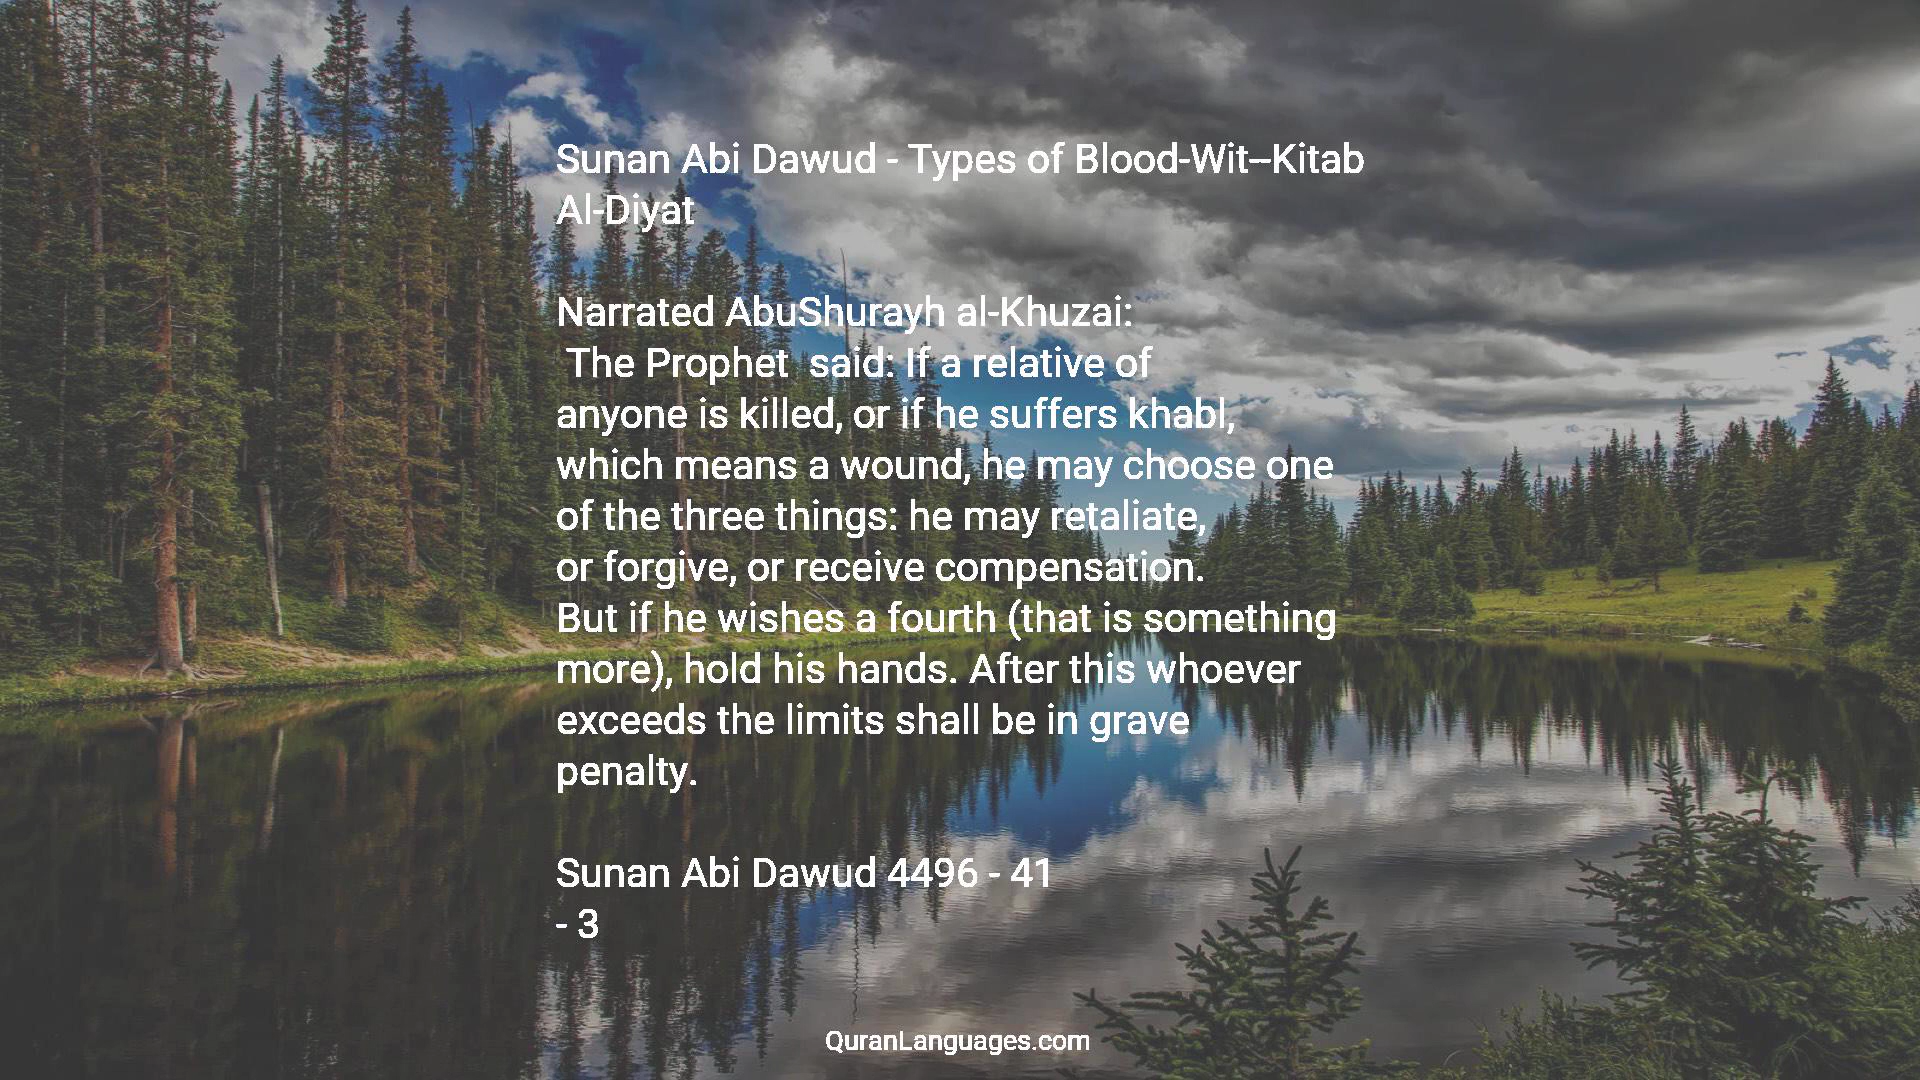 Sunan Abi Dawud - Types of Blood-Wit--Kitab
Al-Diyat
Narrated AbuShurayh al-Khuzai:
The Prophet said: If a relative of
anyone is killed, or if he suffers khabl,
which means a wound, he may choose one
of the three things: he may retaliate,
or forgive, or receive compensation.
But if he wishes a fourth (that is something
more), hold his hands. After this whoever
exceeds the limits shall be in grave
penalty.
Sunan Abi Dawud 4496 - 41
- 3
QuranLanguages.com